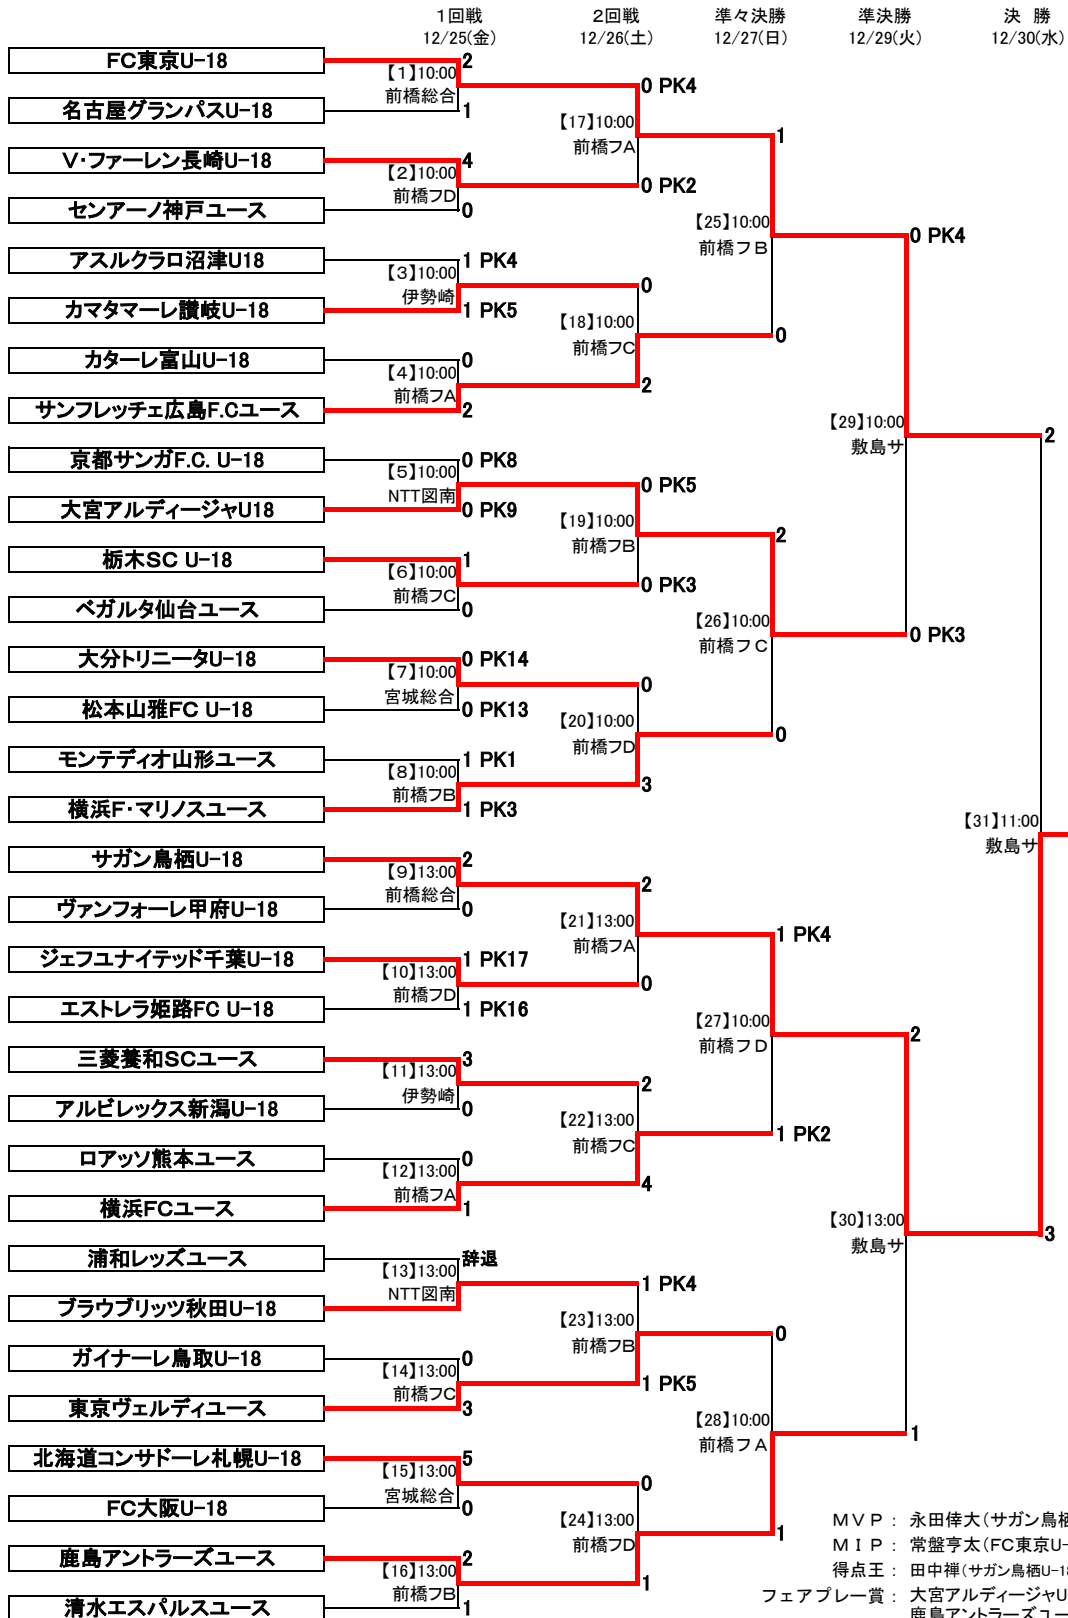 1回戦 2回戦 準々決勝 準決勝 決 勝
12/25(金) 12/26(土) 12/27(日) 12/29(火) 12/30(水)
FC東京U-18 2
【1】10:00
前橋総合
名古屋グランパスU-18 1
0 PK4
【17】10:00
前橋フA
V・ファーレン長崎U-18 4
【2】10:00
前橋フD
センアーノ神戸ユース 0
0 PK2
1
【25】10:00
前橋フB
アスルクラロ沼津U18 1 PK4
【3】10:00
伊勢崎
カマタマーレ讃岐U-18 1 PK5
0
【18】10:00
前橋フC
カターレ富山U-18 0
【4】10:00
前橋フA
サンフレッチェ広島F.Cユース 2
2
0
0 PK4
【29】10:00
敷島サ
京都サンガF.C. U-18 0 PK8
【5】10:00
NTT図南
大宮アルディージャU18 0 PK9
0 PK5
【19】10:00
前橋フB
栃木SC U-18 1
【6】10:00
前橋フC
ベガルタ仙台ユース 0
0 PK3
2
【26】10:00
前橋フC
大分トリニータU-18 0 PK14
【7】10:00
宮城総合
松本山雅FC U-18 0 PK13
0
【20】10:00
前橋フD
モンテディオ山形ユース 1 PK1
【8】10:00
前橋フB
横浜F・マリノスユース 1 PK3
3
0
0 PK3
2
【31】11:00
敷島サ
サガン鳥栖U-18 2
【9】13:00
前橋総合
ヴァンフォーレ甲府U-18 0
2
【21】13:00
前橋フA
ジェフユナイテッド千葉U-18 1 PK17
【10】13:00
前橋フD
エストレラ姫路FC U-18 1 PK16
0
1 PK4
【27】10:00
前橋フD
三菱養和SCユース 3
【11】13:00
伊勢崎
アルビレックス新潟U-18 0
2
【22】13:00
前橋フC
ロアッソ熊本ユース 0
【12】13:00
前橋フA
横浜FCユース 1
4
1 PK2
2
【30】13:00
敷島サ
浦和レッズユース 辞退
【13】13:00
NTT図南
ブラウブリッツ秋田U-18
1 PK4
【23】13:00
前橋フB
ガイナーレ鳥取U-18 0
【14】13:00
前橋フC
東京ヴェルディユース 3
1 PK5
0
【28】10:00
前橋フA
北海道コンサドーレ札幌U-18 5
【15】13:00
宮城総合
FC大阪U-18 0
0
【24】13:00
前橋フD
鹿島アントラーズユース 2
【16】13:00
前橋フB
清水エスパルスユース 1
1
1
1
3
MVP : 永田倖大(サガン鳥栖
MIP : 常盤亨太(FC東京U-
得点王 : 田中禅(サガン鳥栖U-18
フェアプレー賞 : 大宮アルディージャU
鹿島アントラーズユー